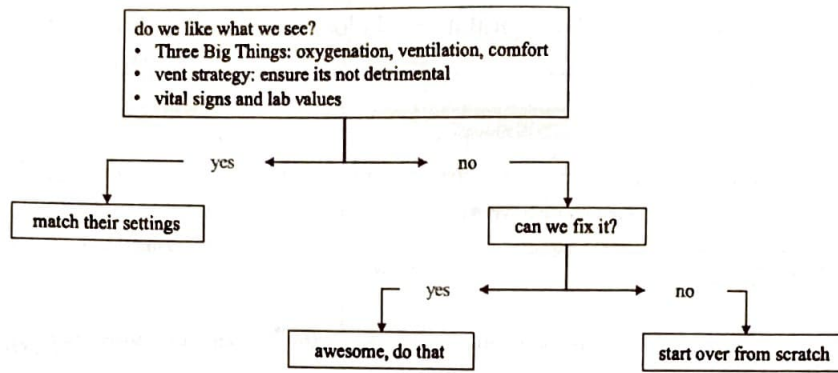 do we like what we see?
• Three Big Things: oxygenation, ventilation, comfort
• vent strategy: ensure its not detrimental
• vital signs and lab values
yes
no
match their settings
can we fix it?
yes
no
awesome, do that
start over from scratch